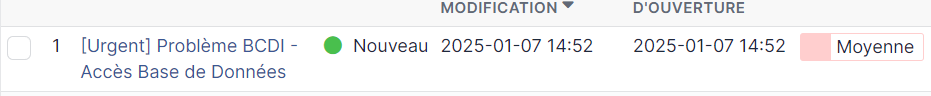 MODIFICATION D'OUVERTURE
1 [Urgent] Problème BCDI - Nouveau 2025-01-07 14:52 2025-01-07 14:52 Moyenne
Accès Base de Données